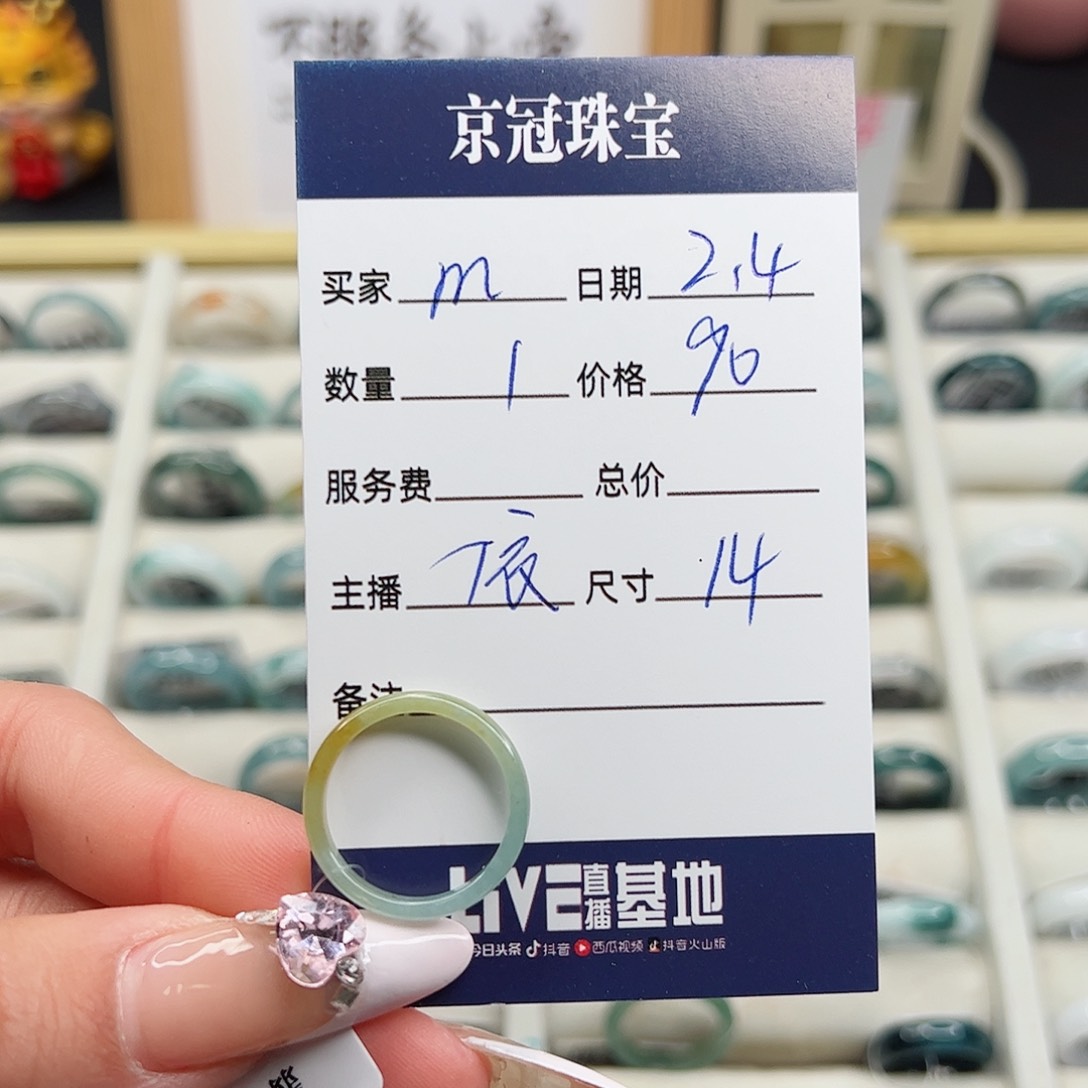 京冠珠宝
买家 m 日期 2.4
数量 1 价格 90
服务费 总价
主播 依 尺寸 14
备注
LIVE直播基地
今日头条 抖音 西瓜视频 抖音火山版